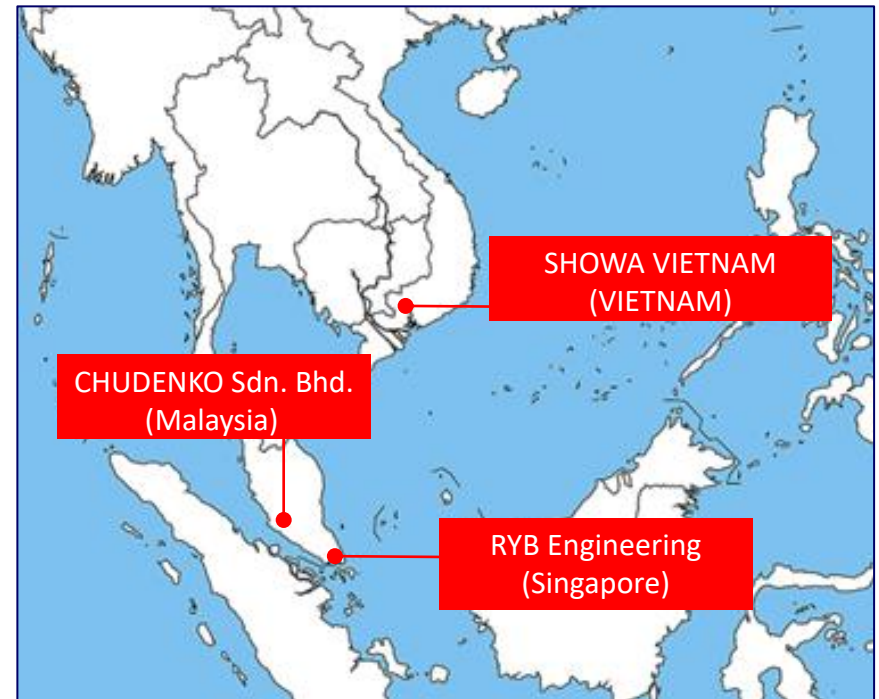 SHOWA VIETNAM
(VIETNAM)
CHUDENKO Sdn. Bhd.
(Malaysia)
RYB Engineering
(Singapore)